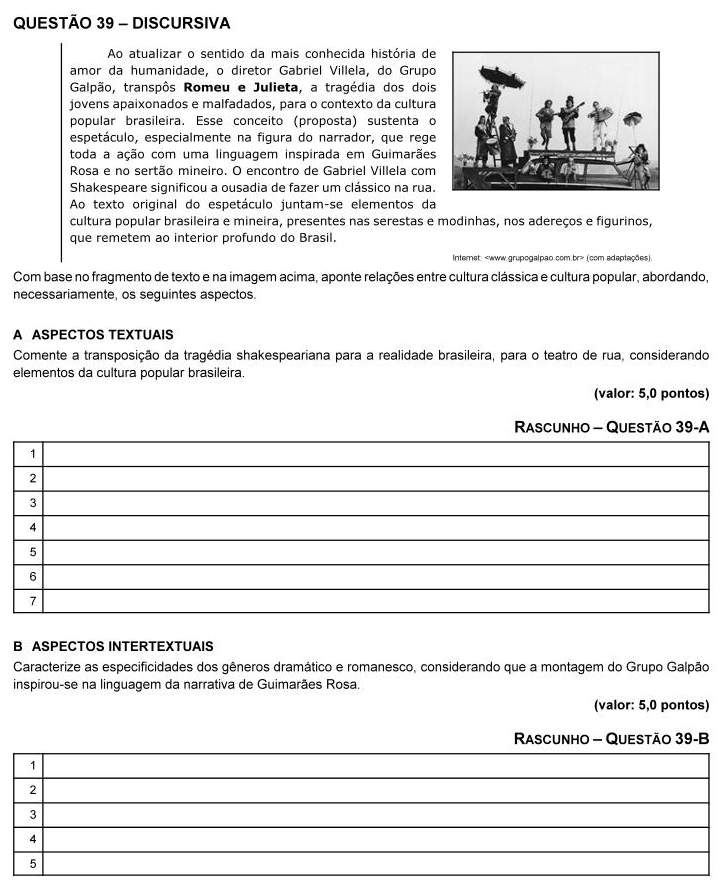 QUESTÃO 39 – DISCURSIVA
Ao atualizar o sentido da mais conhecida história de
amor da humanidade, o diretor Gabriel Villela, do Grupo
Galpão, transpôs Romeu e Julieta, a tragédia dos dois
jovens apaixonados e malfadados, para o contexto da cultura
popular brasileira. Esse conceito (proposta) sustenta o
espetáculo, especialmente na figura do narrador, que rege
toda a ação com uma linguagem inspirada em Guimarães
Rosa e no sertão mineiro. O encontro de Gabriel Villela com
Shakespeare significou a ousadia de fazer um clássico na rua.
Ao texto original do espetáculo juntam-se elementos da
cultura popular brasileira e mineira, presentes nas serestas e modinhas, nos adereços e figurinos,
que remetem ao interior profundo do Brasil.
Internet: <www.grupogalpao.com.br> (com adaptações).
Com base no fragmento de texto e na imagem acima, aponte relações entre cultura clássica e cultura popular, abordando,
necessariamente, os seguintes aspectos.
A ASPECTOS TEXTUAIS
Comente a transposição da tragédia shakespeariana para a realidade brasileira, para o teatro de rua, considerando
elementos da cultura popular brasileira.
(valor: 5,0 pontos)
RASCUNHO – QUESTÃO 39-A
1
2
3
4
5
6
7
B ASPECTOS INTERTEXTUAIS
Caracterize as especificidades dos gêneros dramático e romanesco, considerando que a montagem do Grupo Galpão
inspirou-se na linguagem da narrativa de Guimarães Rosa.
(valor: 5,0 pontos)
RASCUNHO – QUESTÃO 39-B
1
2
3
4
5